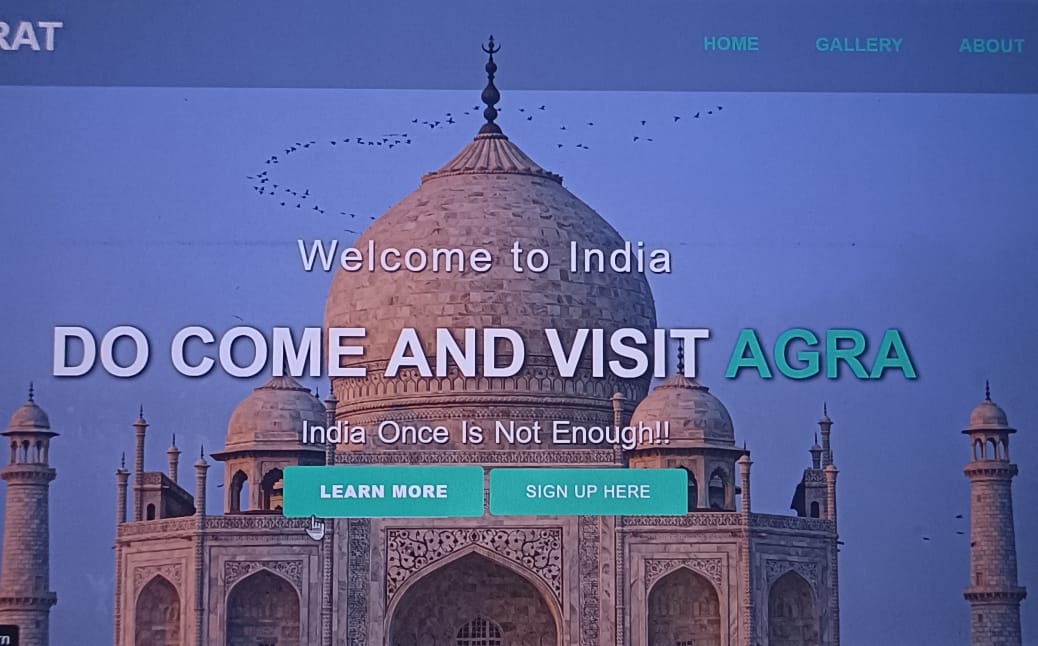 RAT
HOME GALLERY ABOUT
Welcome to India
DO COME AND VISIT AGRA
India Once Is Not Enough!!
LEARN MORE SIGN UP HERE